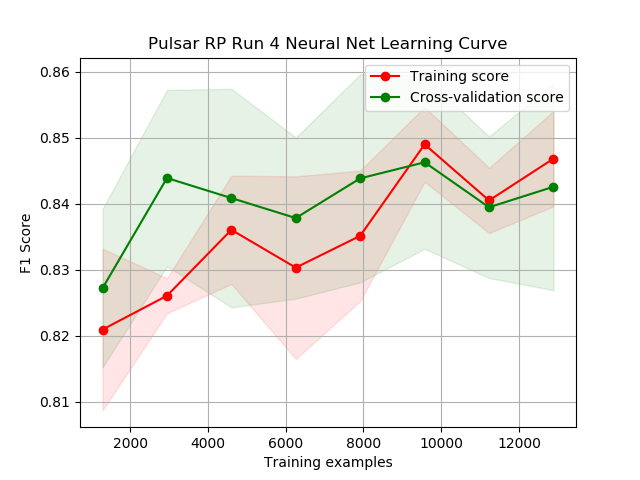 Pulsar RP Run 4 Neural Net Learning Curve
Training score
Cross-validation score
F1 Score
0.86
0.85
0.84
0.83
0.82
0.81
2000 4000 6000 8000 10000 12000
Training examples